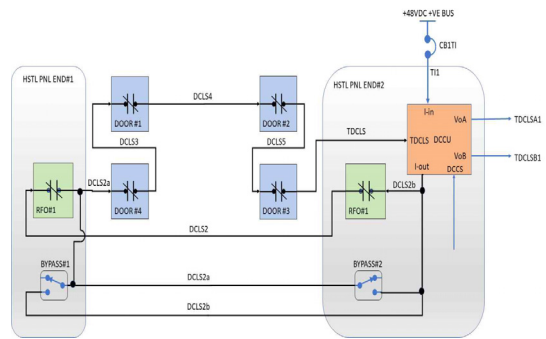 +48VDC +VE BUS
CB1TI
TI1
HSTL PNL END#1
HSTL PNL END#2
DCLS4
DOOR #1
DOOR #2
I-in
VoA
TDCLSA1
DCLS3
DCLS5
TDCLS
TDCLS
DCCU
VoB
TDCLSB1
I-out
DCCS
DCLS2a
DCLS2b
RFO#1
DOOR #4
DOOR #3
RFO#1
DCLS2
BYPASS#1
BYPASS#2
DCLS2a
DCLS2b